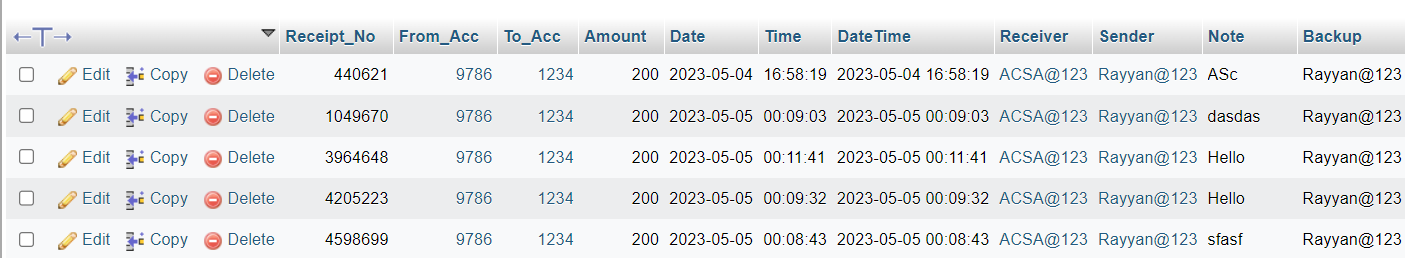 Receipt_No From_Acc To_Acc Amount Date Time DateTime Receiver Sender Note Backup
Edit Copy Delete 440621 9786 1234 200 2023-05-04 16:58:19 2023-05-04 16:58:19 ACSA@123 Rayyan@123 ASc Rayyan@123
Edit Copy Delete 1049670 9786 1234 200 2023-05-05 00:09:03 2023-05-05 00:09:03 ACSA@123 Rayyan@123 dasdas Rayyan@123
Edit Copy Delete 3964648 9786 1234 200 2023-05-05 00:11:41 2023-05-05 00:11:41 ACSA@123 Rayyan@123 Hello Rayyan@123
Edit Copy Delete 4205223 9786 1234 200 2023-05-05 00:09:32 2023-05-05 00:09:32 ACSA@123 Rayyan@123 Hello Rayyan@123
Edit Copy Delete 4598699 9786 1234 200 2023-05-05 00:08:43 2023-05-05 00:08:43 ACSA@123 Rayyan@123 sfasf Rayyan@123